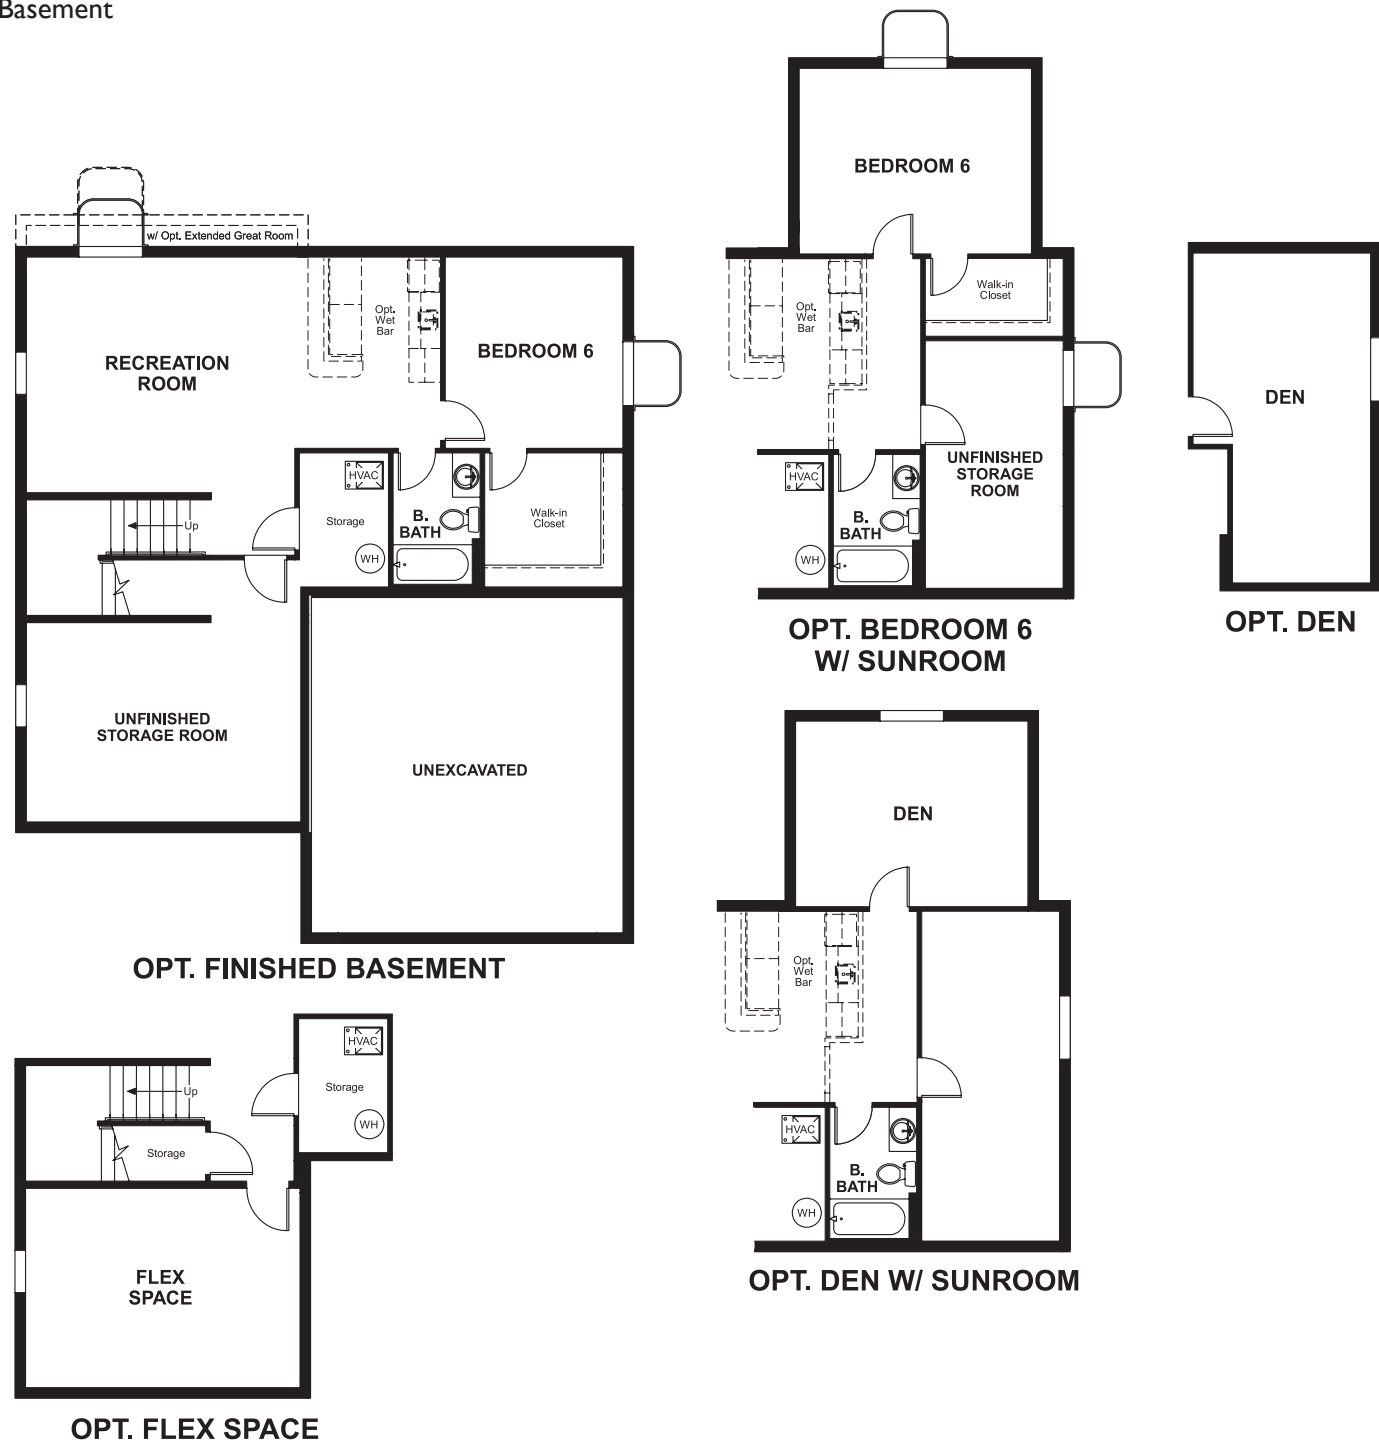 Basement
w/ Opt. Extended Great Room
RECREATION
ROOM
Opt.
Wet
Bar
BEDROOM 6
HVAC
Storage
WH
B.
BATH
Walk-in
Closet
Up
UNFINISHED
STORAGE ROOM
UNEXCAVATED
OPT. FINISHED BASEMENT
BEDROOM 6
Walk-in
Closet
Opt.
Wet
Bar
UNFINISHED
STORAGE
ROOM
HVAC
B.
BATH
WH
OPT. BEDROOM 6
W/ SUNROOM
DEN
OPT. DEN
DEN
Opt.
Wet
Bar
HVAC
B.
BATH
WH
OPT. DEN W/ SUNROOM
HVAC
Storage
WH
Up
Storage
FLEX
SPACE
OPT. FLEX SPACE